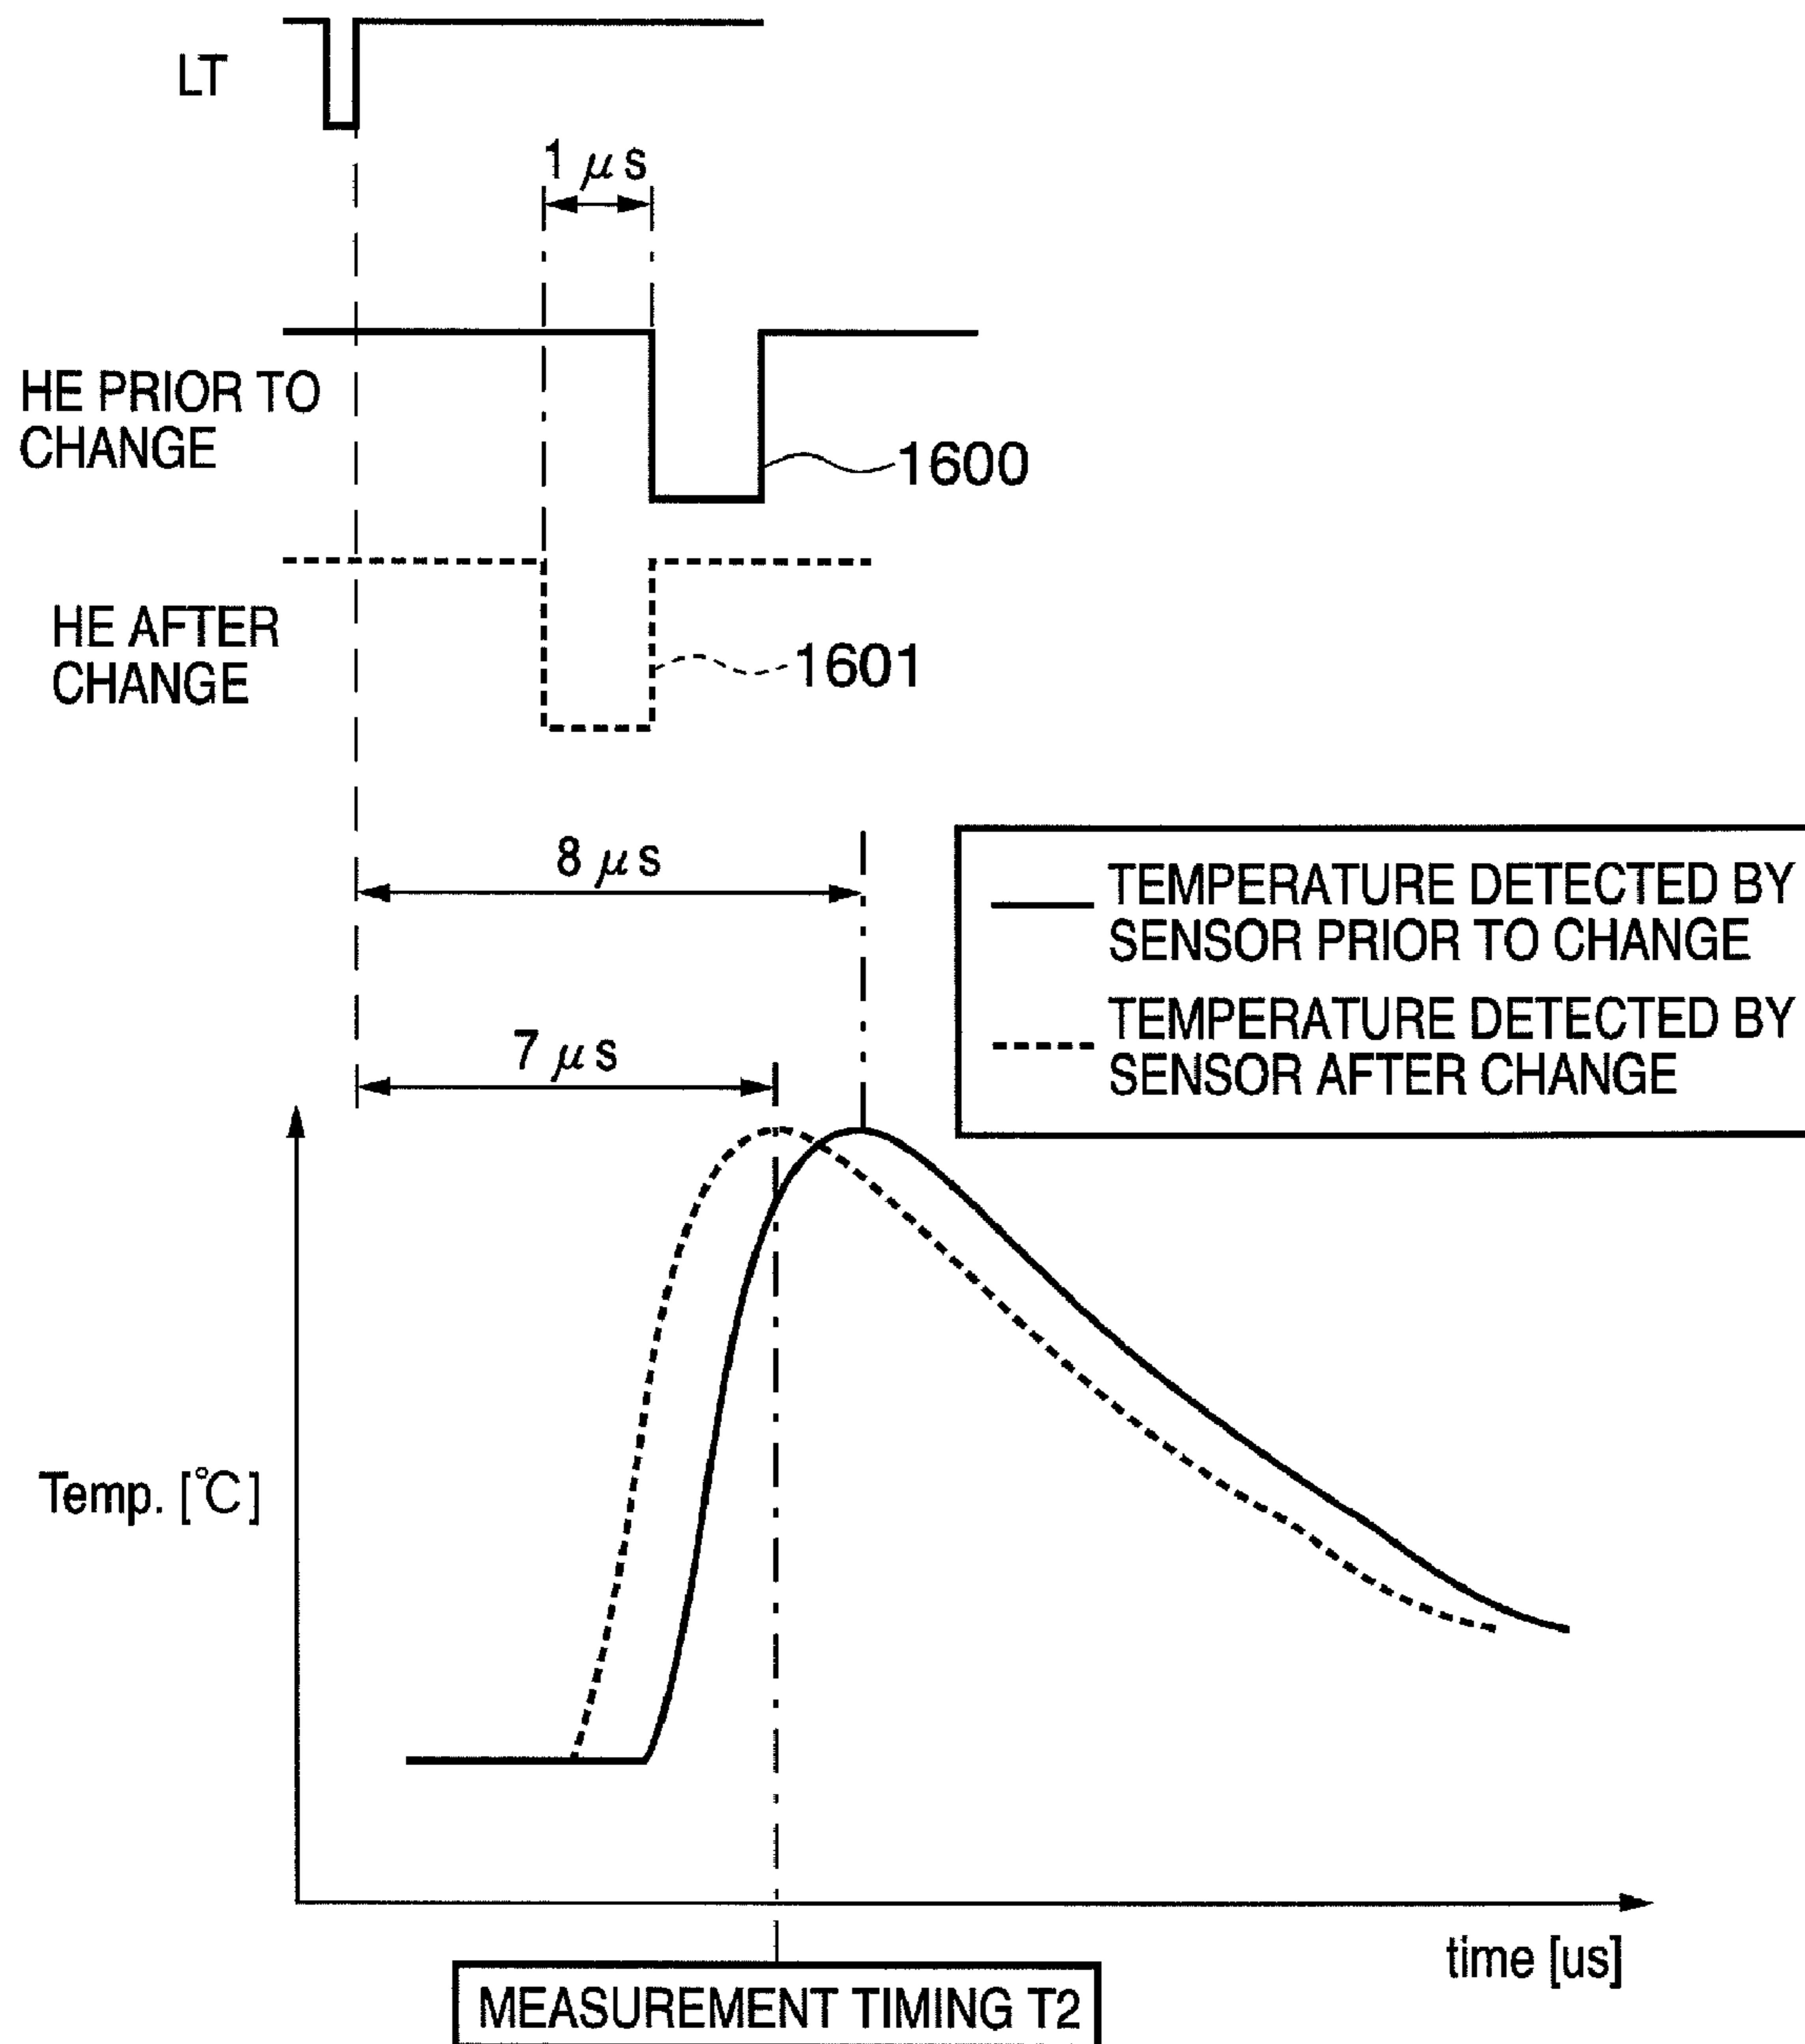 LT
1 μs
HE PRIOR TO
CHANGE
1600
HE AFTER
CHANGE
1601
8 μs
TEMPERATURE DETECTED BY
SENSOR PRIOR TO CHANGE
TEMPERATURE DETECTED BY
SENSOR AFTER CHANGE
7 μs
Temp. [°C]
time [us]
MEASUREMENT TIMING T2